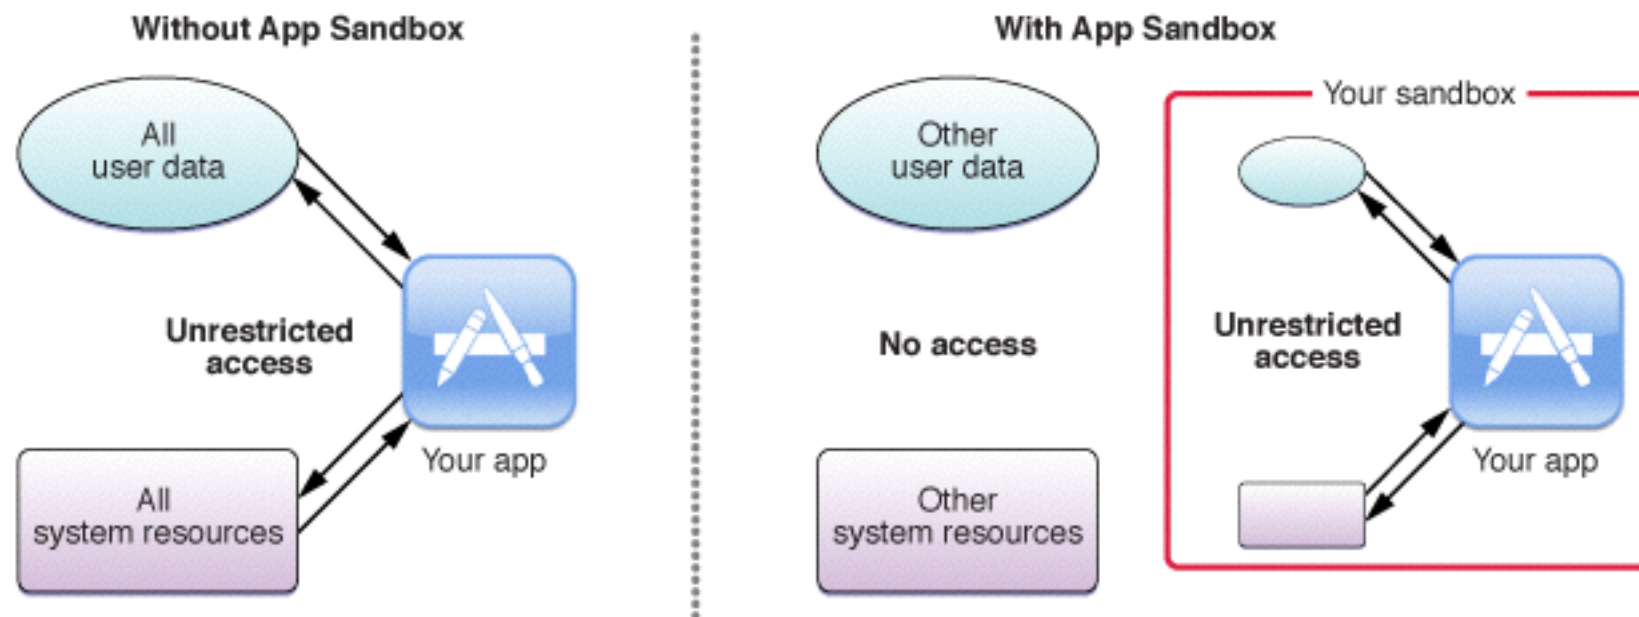 Without App Sandbox
All
user data
Unrestricted
access
Your app
All
system resources
With App Sandbox
Other
user data
No access
Other
system resources
Your sandbox
Unrestricted
access
Your app